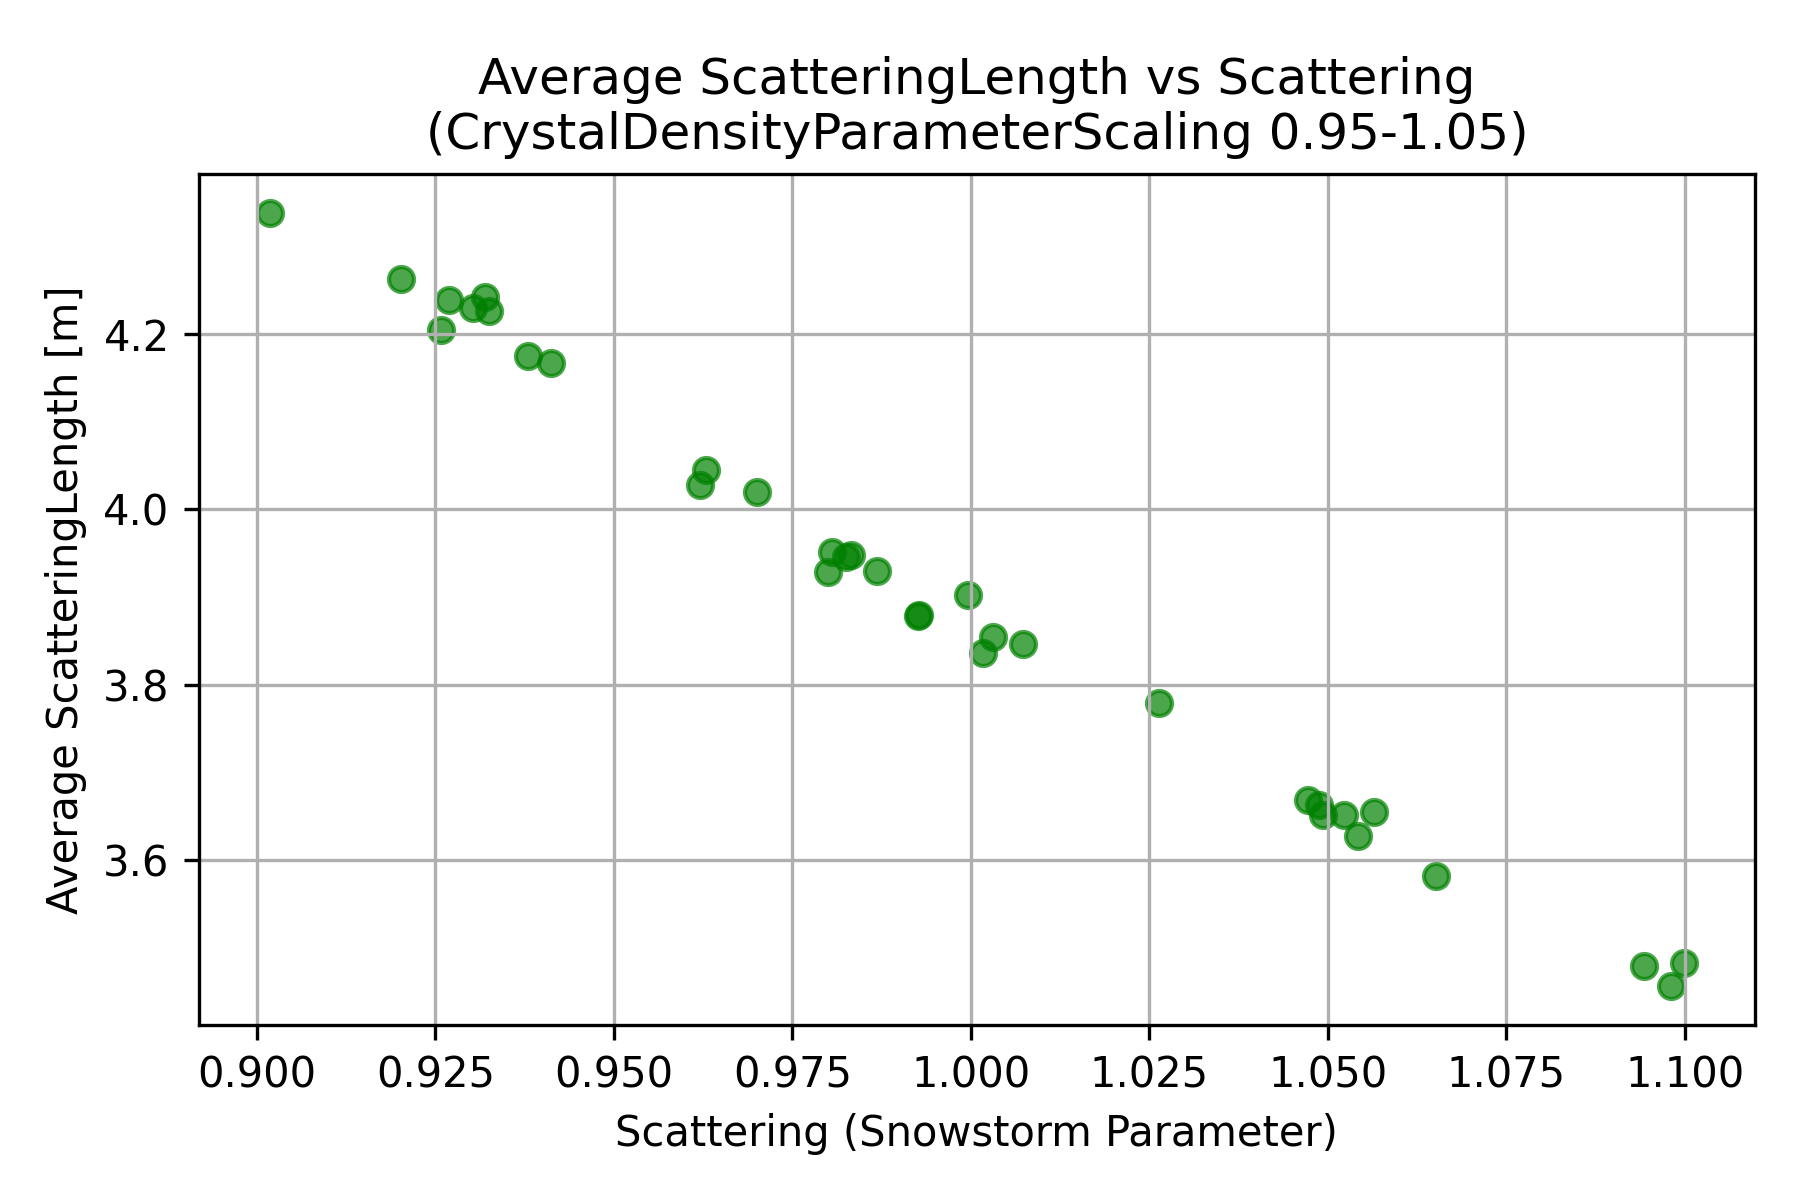 Average ScatteringLength vs Scattering
(CrystalDensityParameterScaling 0.95-1.05)
Average ScatteringLength [m]
4.2
4.0
3.8
3.6
0.900 0.925 0.950 0.975 1.000 1.025 1.050 1.075 1.100
Scattering (Snowstorm Parameter)